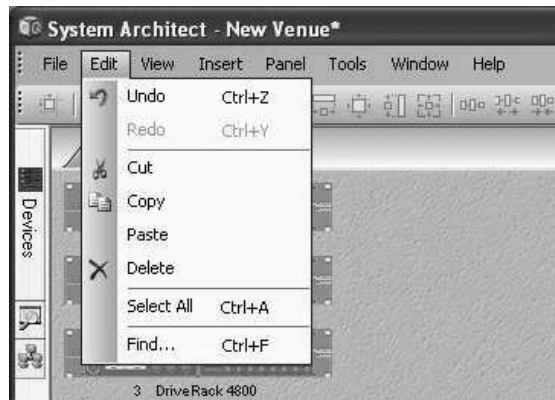 System Architect - New Venue*
File Edit View Insert Panel Tools Window Help
Undo Ctrl+Z
Redo Ctrl+Y
Cut
Copy
Paste
Delete
Select All Ctrl+A
Find... Ctrl+F
Devices
3 DriveRack 4800